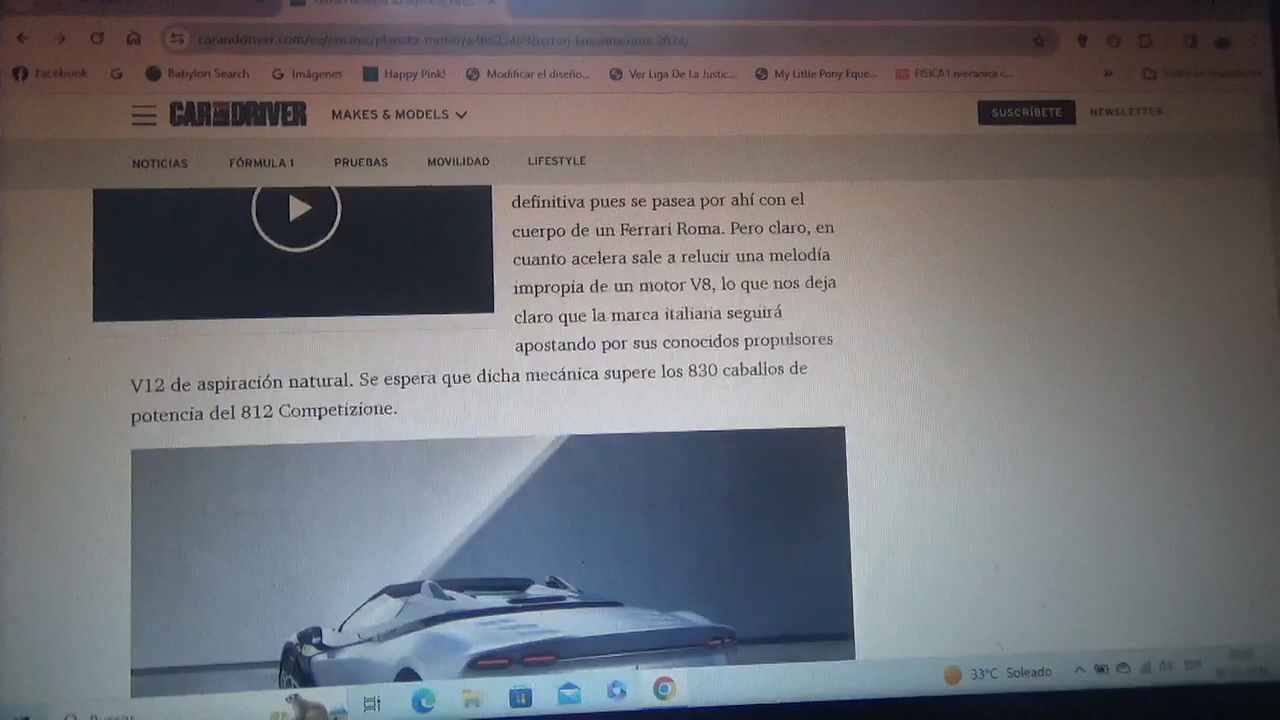 Facebook
Babylon Search
Imágenes
Happy Pink!
Modificar el diseño...
Ver Liga De La Justic...
My Little Pony Eque...
FISICA1.mecanica.c...
»
CAR DRIVER
MAKES & MODELS
SUSCRÍBETE
NEWSLETTER
NOTICIAS
FÓRMULA 1
PRUEBAS
MOVILIDAD
LIFESTYLE
definitiva pues se pasea por ahí con el
cuerpo de un Ferrari Roma. Pero claro, en
cuanto acelera sale a relucir una melodía
impropia de un motor V8, lo que nos deja
claro que la marca italiana seguirá
apostando por sus conocidos propulsores
V12 de aspiración natural. Se espera que dicha mecánica supere los 830 caballos de
potencia del 812 Competizione.
33°C Soleado
Buscar